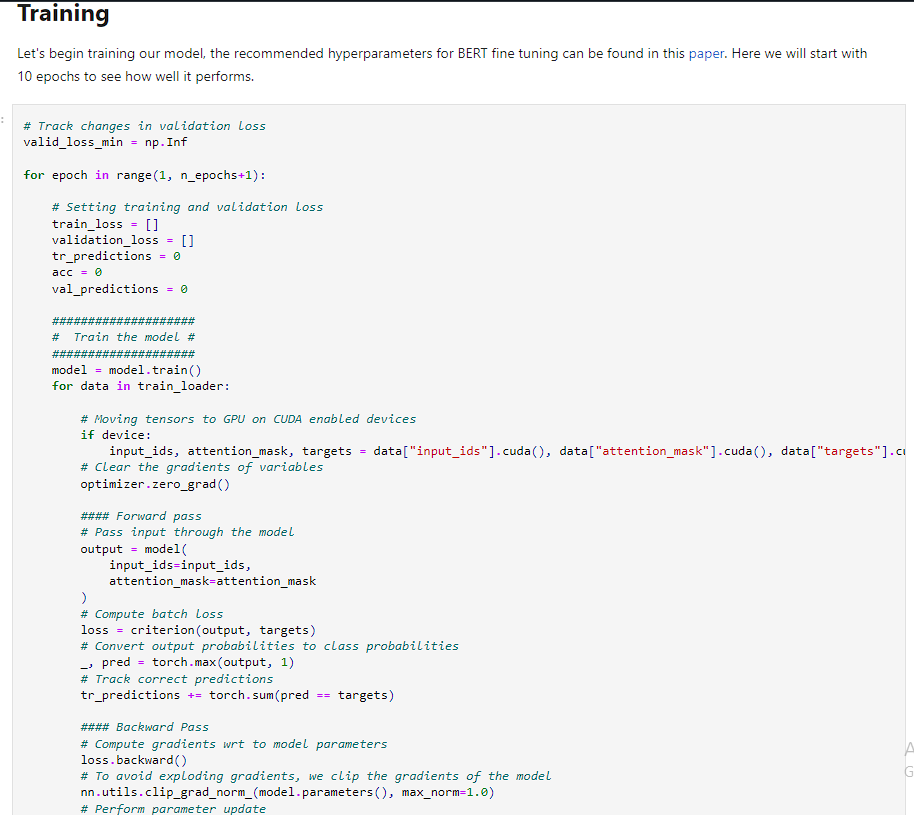 Training
Let's begin training our model, the recommended hyperparameters for BERT fine tuning can be found in this paper. Here we will start with
10 epochs to see how well it performs.
:
# Track changes in validation loss
valid_loss_min = np.Inf
for epoch in range(1, n_epochs+1):
    # Setting training and validation loss
    train_loss = []
    validation_loss = []
    tr_predictions = 0
    acc = 0
    val_predictions = 0
    ####################
    #  Train the model #
    ####################
    model = model.train()
    for data in train_loader:
        # Moving tensors to GPU on CUDA enabled devices
        if device:
            input_ids, attention_mask, targets = data["input_ids"].cuda(), data["attention_mask"].cuda(), data["targets"].cu
        # Clear the gradients of variables
        optimizer.zero_grad()
        #### Forward pass
        # Pass input through the model
        output = model(
            input_ids=input_ids,
            attention_mask=attention_mask
        )
        # Compute batch loss
        loss = criterion(output, targets)
        # Convert output probabilities to class probabilities
        _, pred = torch.max(output, 1)
        # Track correct predictions
        tr_predictions += torch.sum(pred == targets)
        #### Backward Pass
        # Compute gradients wrt to model parameters
        loss.backward()
        # To avoid exploding gradients, we clip the gradients of the model
        nn.utils.clip_grad_norm_(model.parameters(), max_norm=1.0)
        # Perform parameter update